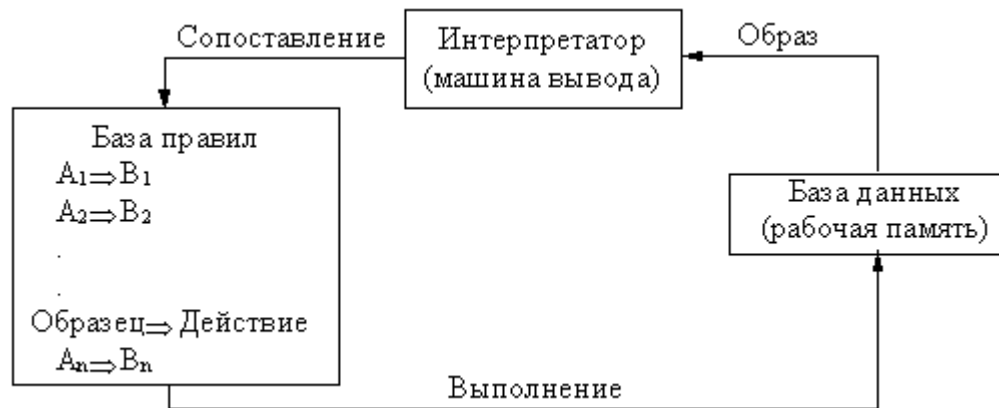 Сопоставление
Интерпретатор
(машина вывода)
Образ
База правил
A₁⇒B₁
A₂⇒B₂
.
.
Образец⇒Действие
Aₙ⇒Bₙ
База данных
(рабочая память)
Выполнение